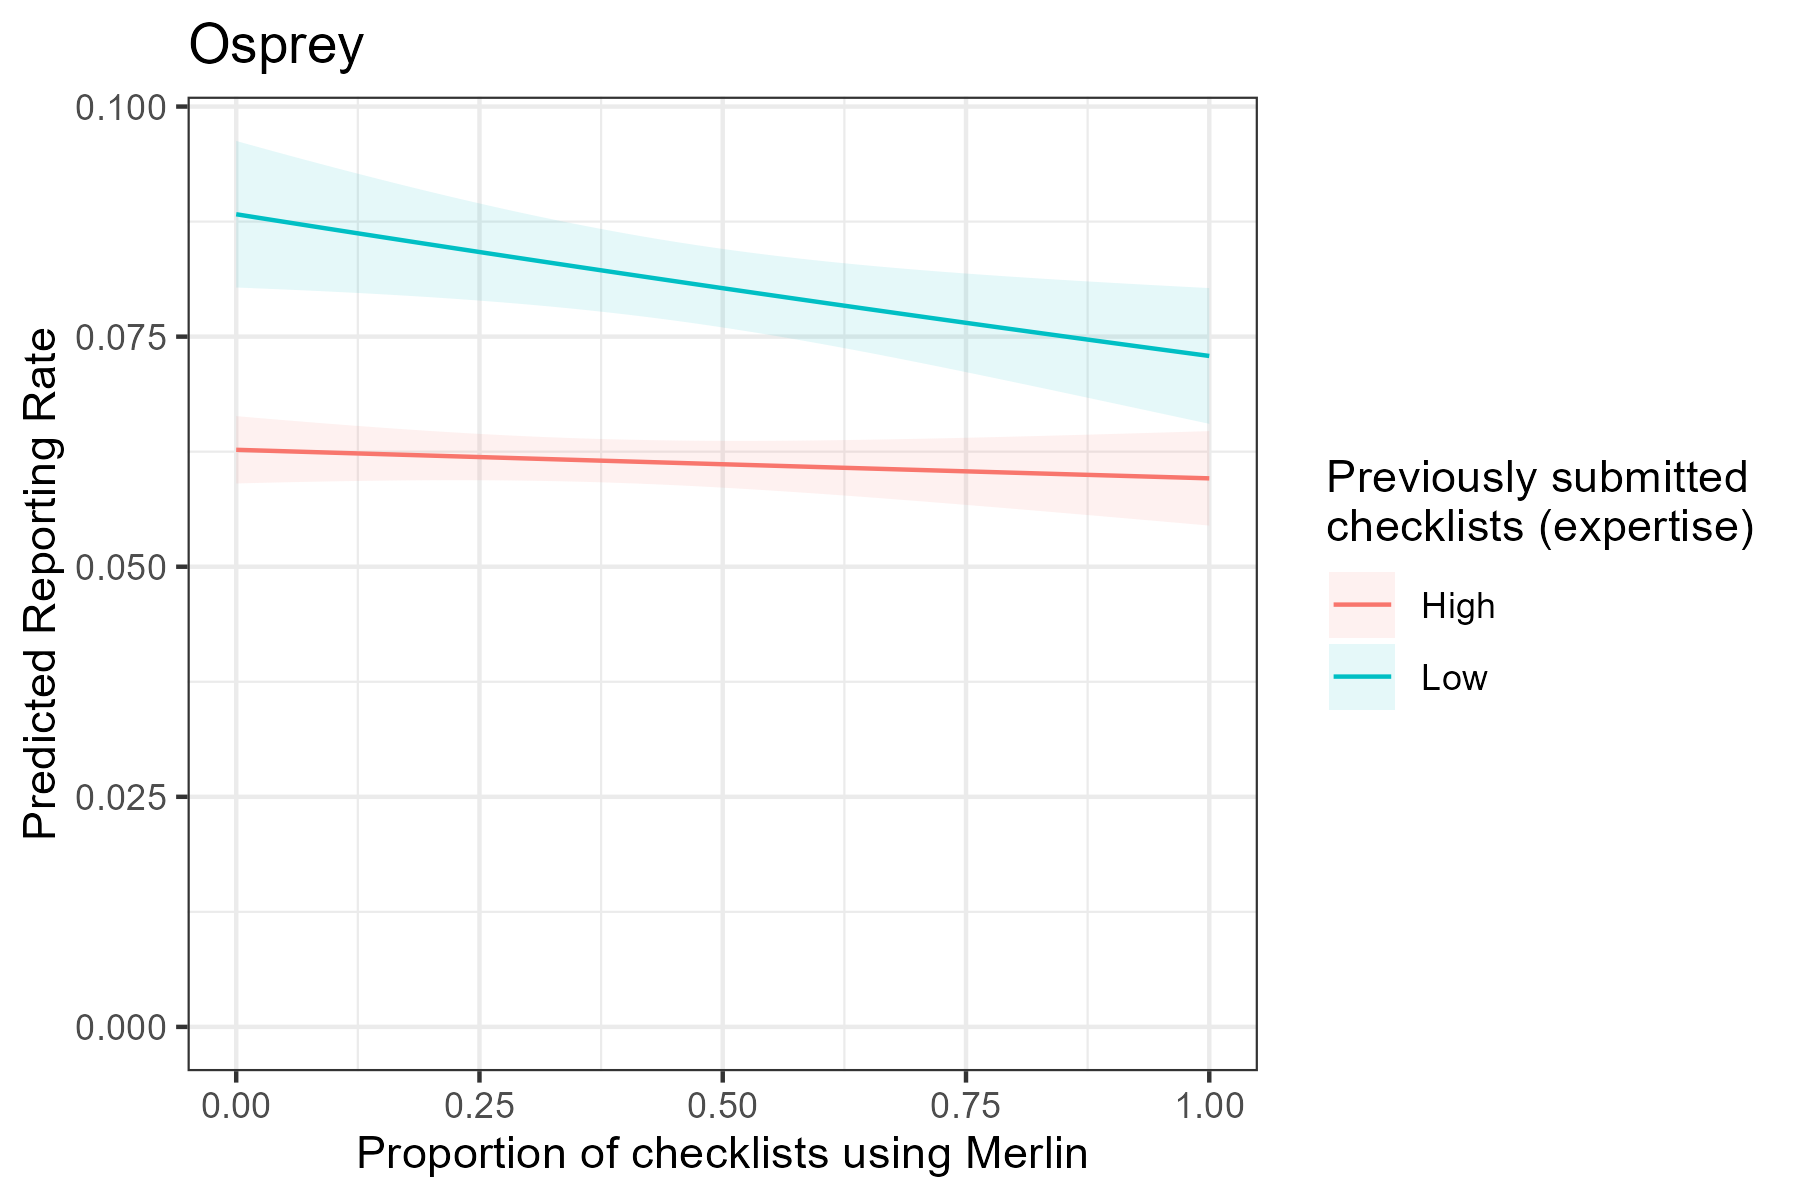 Osprey
0.100
0.075
0.050
0.025
0.000
Predicted Reporting Rate
0.00
0.25
0.50
0.75
1.00
Proportion of checklists using Merlin
Previously submitted
checklists (expertise)
High
Low